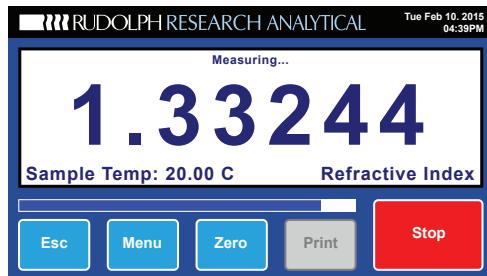 RUDOLPH RESEARCH ANALYTICAL
Tue Feb 10. 2015
04:39PM
Measuring...
1.33244
Sample Temp: 20.00 C Refractive Index
Esc Menu Zero Print Stop